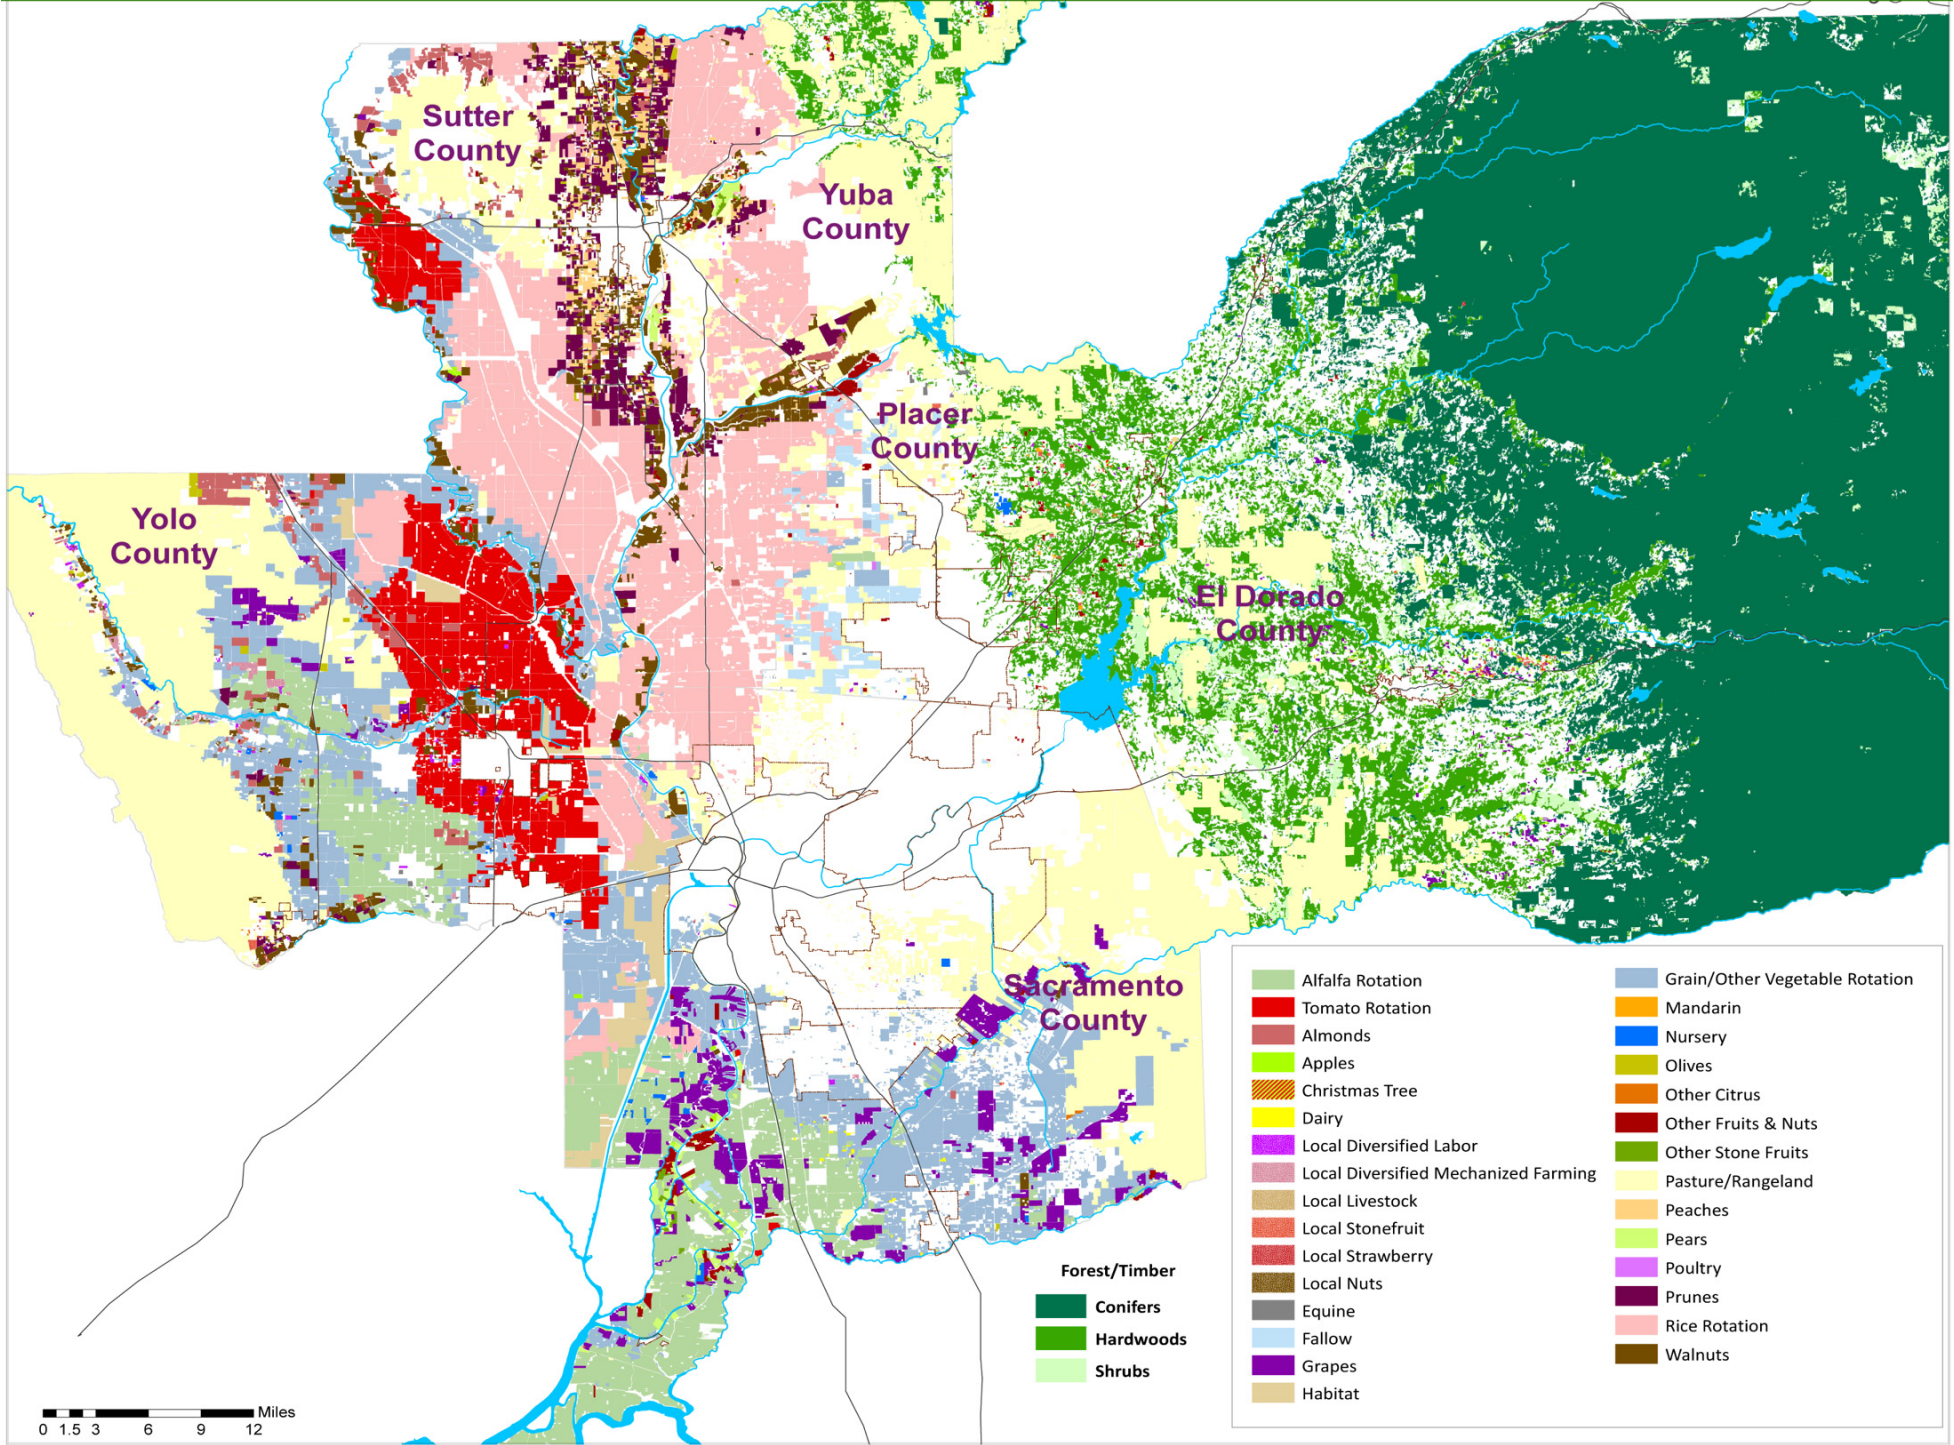 Sutter
County
Yuba
County
Placer
County
Yolo
County
El Dorado
County
Sacramento
County
Forest/Timber
Conifers
Hardwoods
Shrubs
Alfalfa Rotation
Tomato Rotation
Almonds
Apples
Christmas Tree
Dairy
Local Diversified Labor
Local Diversified Mechanized Farming
Local Livestock
Local Stonefruit
Local Strawberry
Local Nuts
Equine
Fallow
Grapes
Habitat
Grain/Other Vegetable Rotation
Mandarin
Nursery
Olives
Other Citrus
Other Fruits & Nuts
Other Stone Fruits
Pasture/Rangeland
Peaches
Pears
Poultry
Prunes
Rice Rotation
Walnuts
Miles
0 1.5 3 6 9 12